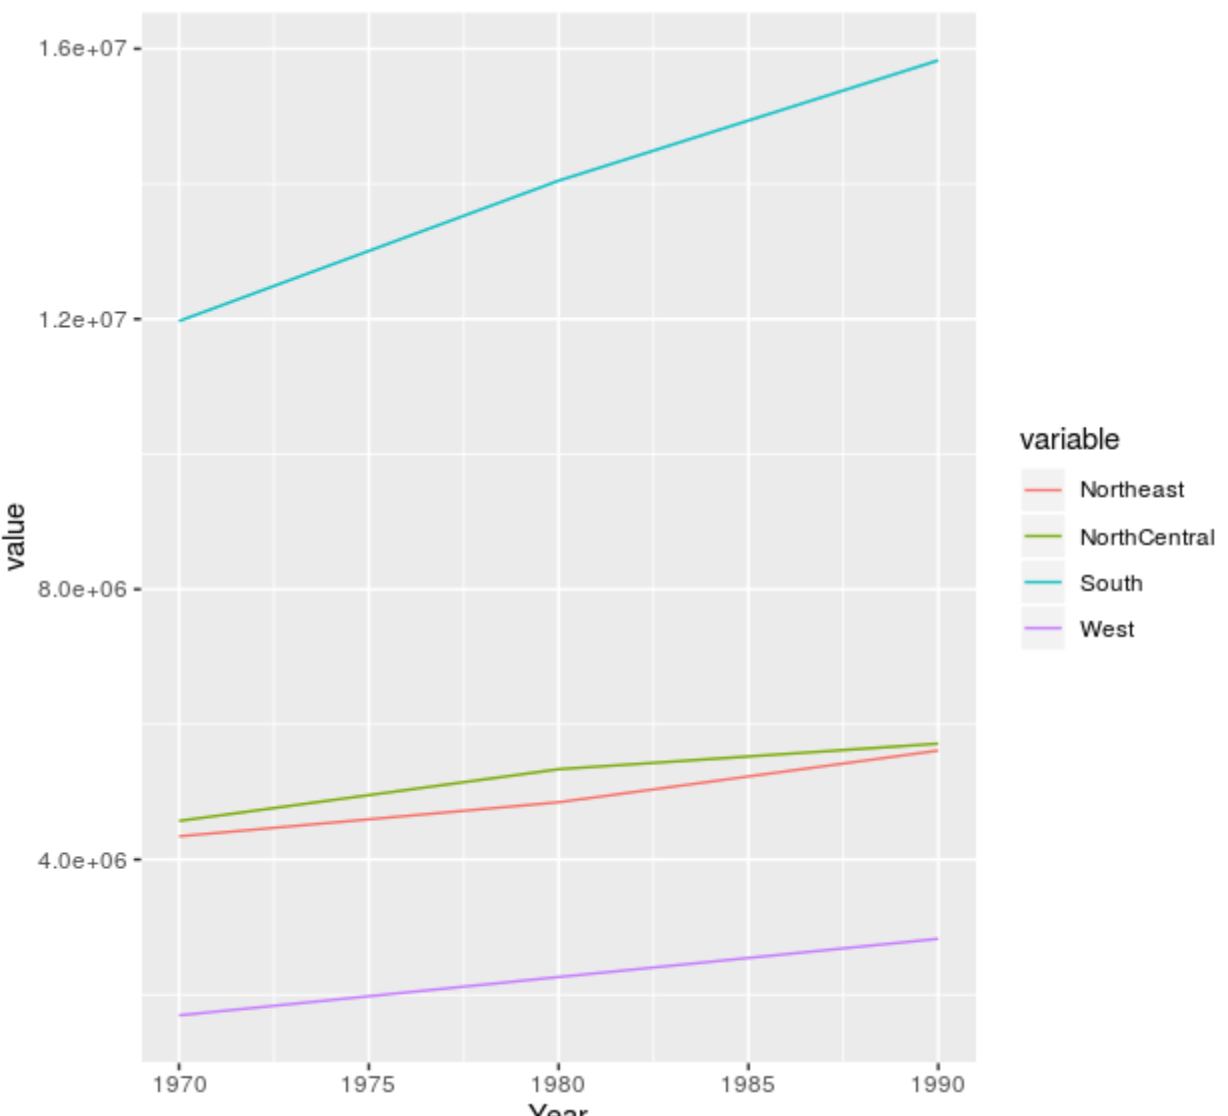 1.6e+07
1.2e+07
8.0e+06
4.0e+06
value
1970 1975 1980 1985 1990
Year
variable
Northeast
NorthCentral
South
West